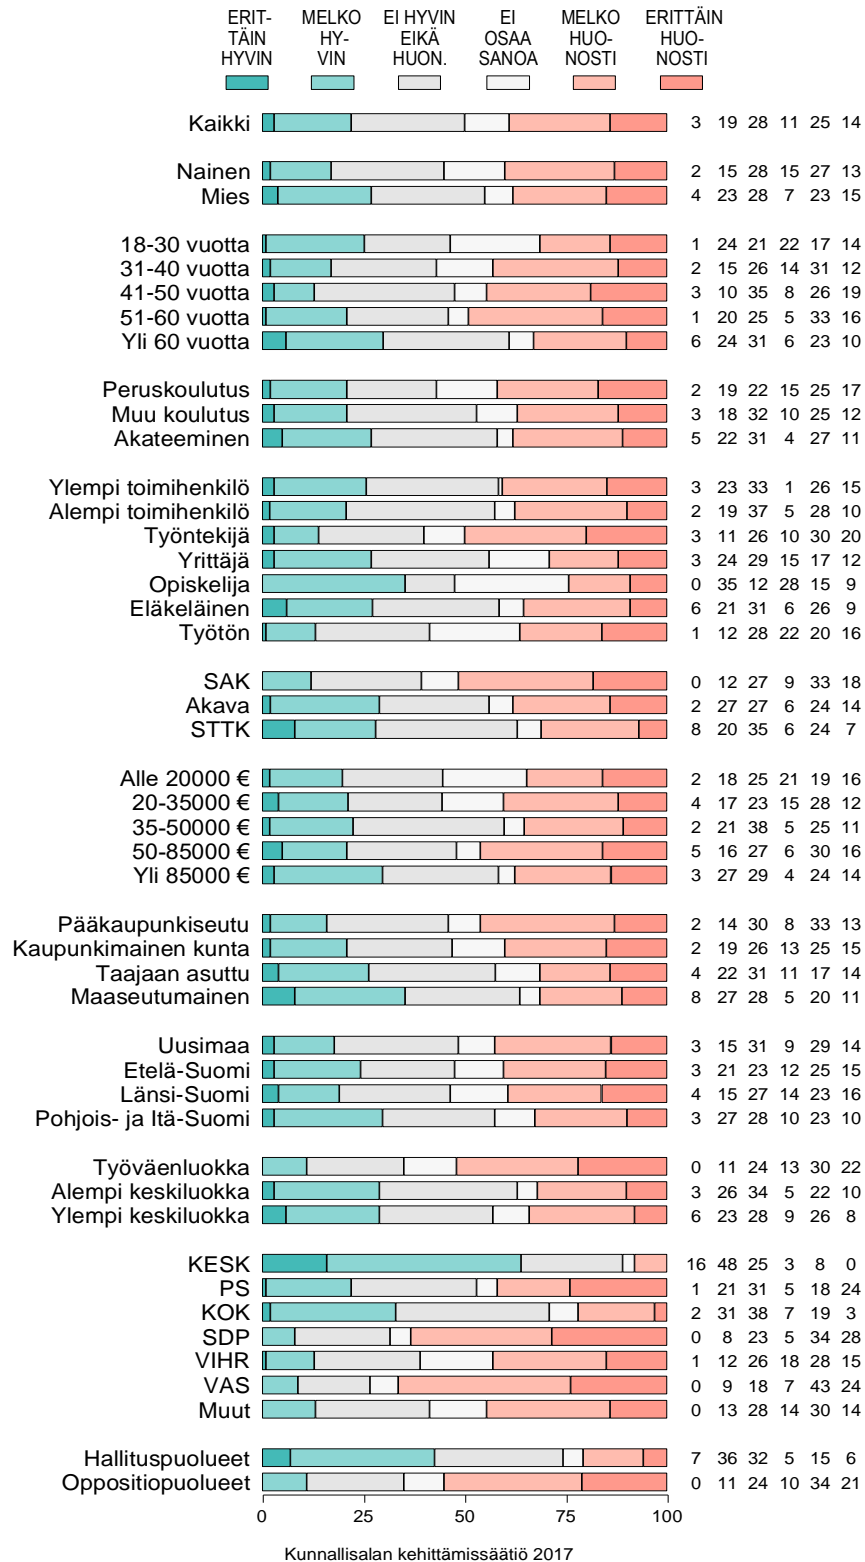 ERIT- MELKO EI HYVIN EI MELKO ERITTÄIN
TÄIN HY- EIKÄ OSAA HUO- HUO-
HYVIN VIN HUON. SANOA NOSTI NOSTI
Kaikki 3 19 28 11 25 14
Nainen 2 15 28 15 27 13
Mies 4 23 28 7 23 15
18-30 vuotta 1 24 21 22 17 14
31-40 vuotta 2 15 26 14 31 12
41-50 vuotta 3 10 35 8 26 19
51-60 vuotta 1 20 25 5 33 16
Yli 60 vuotta 6 24 31 6 23 10
Peruskoulutus 2 19 22 15 25 17
Muu koulutus 3 18 32 10 25 12
Akateeminen 5 22 31 4 27 11
Ylempi toimihenkilö 3 23 33 1 26 15
Alempi toimihenkilö 2 19 37 5 28 10
Työntekijä 3 11 26 10 30 20
Yrittäjä 3 24 29 15 17 12
Opiskelija 0 35 12 28 15 9
Eläkeläinen 6 21 31 6 26 9
Työtön 1 12 28 22 20 16
SAK 0 12 27 9 33 18
Akava 2 27 27 6 24 14
STTK 8 20 35 6 24 7
Alle 20000 € 2 18 25 21 19 16
20-35000 € 4 17 23 15 28 12
35-50000 € 2 21 38 5 25 11
50-85000 € 5 16 27 6 30 16
Yli 85000 € 3 27 29 4 24 14
Pääkaupunkiseutu 2 14 30 8 33 13
Kaupunkimainen kunta 2 19 26 13 25 15
Taajaan asuttu 4 22 31 11 17 14
Maaseutumainen 8 27 28 5 20 11
Uusimaa 3 15 31 9 29 14
Etelä-Suomi 3 21 23 12 25 15
Länsi-Suomi 4 15 27 14 23 16
Pohjois- ja Itä-Suomi 3 27 28 10 23 10
Työväenluokka 0 11 24 13 30 22
Alempi keskiluokka 3 26 34 5 22 10
Ylempi keskiluokka 6 23 28 9 26 8
KESK 16 48 25 3 8 0
PS 1 21 31 5 18 24
KOK 2 31 38 7 19 3
SDP 0 8 23 5 34 28
VIHR 1 12 26 18 28 15
VAS 0 9 18 7 43 24
Muut 0 13 28 14 30 14
Hallituspuolueet 7 36 32 5 15 6
Oppositiopuolueet 0 11 24 10 34 21
0 25 50 75 100
Kunnallisalan kehittämissäätiö 2017